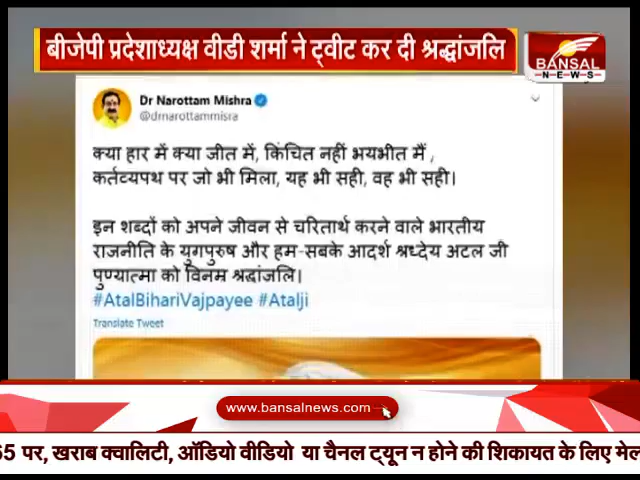 बीजेपी प्रदेशाध्यक्ष वीडी शर्मा ने ट्वीट कर दी श्रद्धांजलि
BANSAL
NEWS
Dr Narottam Mishra
@drnarottammisra
क्या हार में क्या जीत में, किंचित नहीं भयभीत मैं ,
कर्तव्यपथ पर जो भी मिला, यह भी सही, वह भी सही।
इन शब्दों को अपने जीवन से चरितार्थ करने वाले भारतीय
राजनीति के युगपुरुष और हम-सबके आदर्श श्रध्देय अटल जी
पुण्यात्मा को विनम्र श्रद्धांजलि।
#AtalBihariVajpayee #Atalji
Translate Tweet
www.bansalnews.com
65 पर, खराब क्वालिटी, ऑडियो वीडियो या चैनल ट्यून न होने की शिकायत के लिए मेल